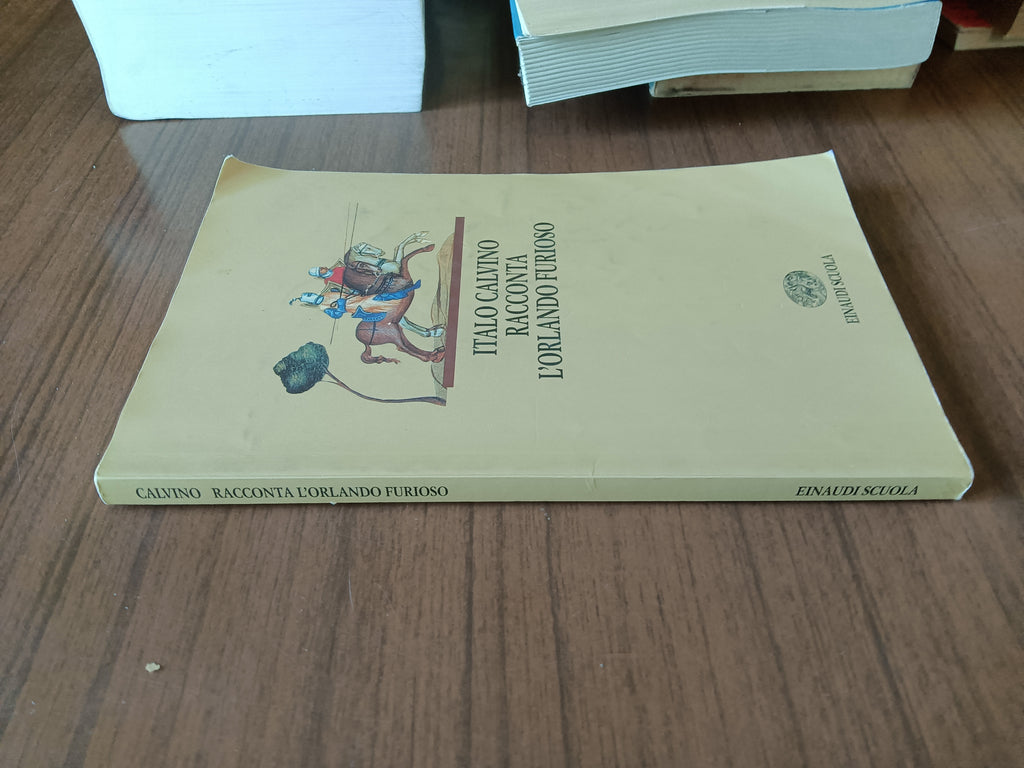 ITALO CALVINO
RACCONTA
L'ORLANDO FURIOSO
EINAUDI SCUOLA
CALVINO RACCONTA L'ORLANDO FURIOSO
EINAUDI SCUOLA